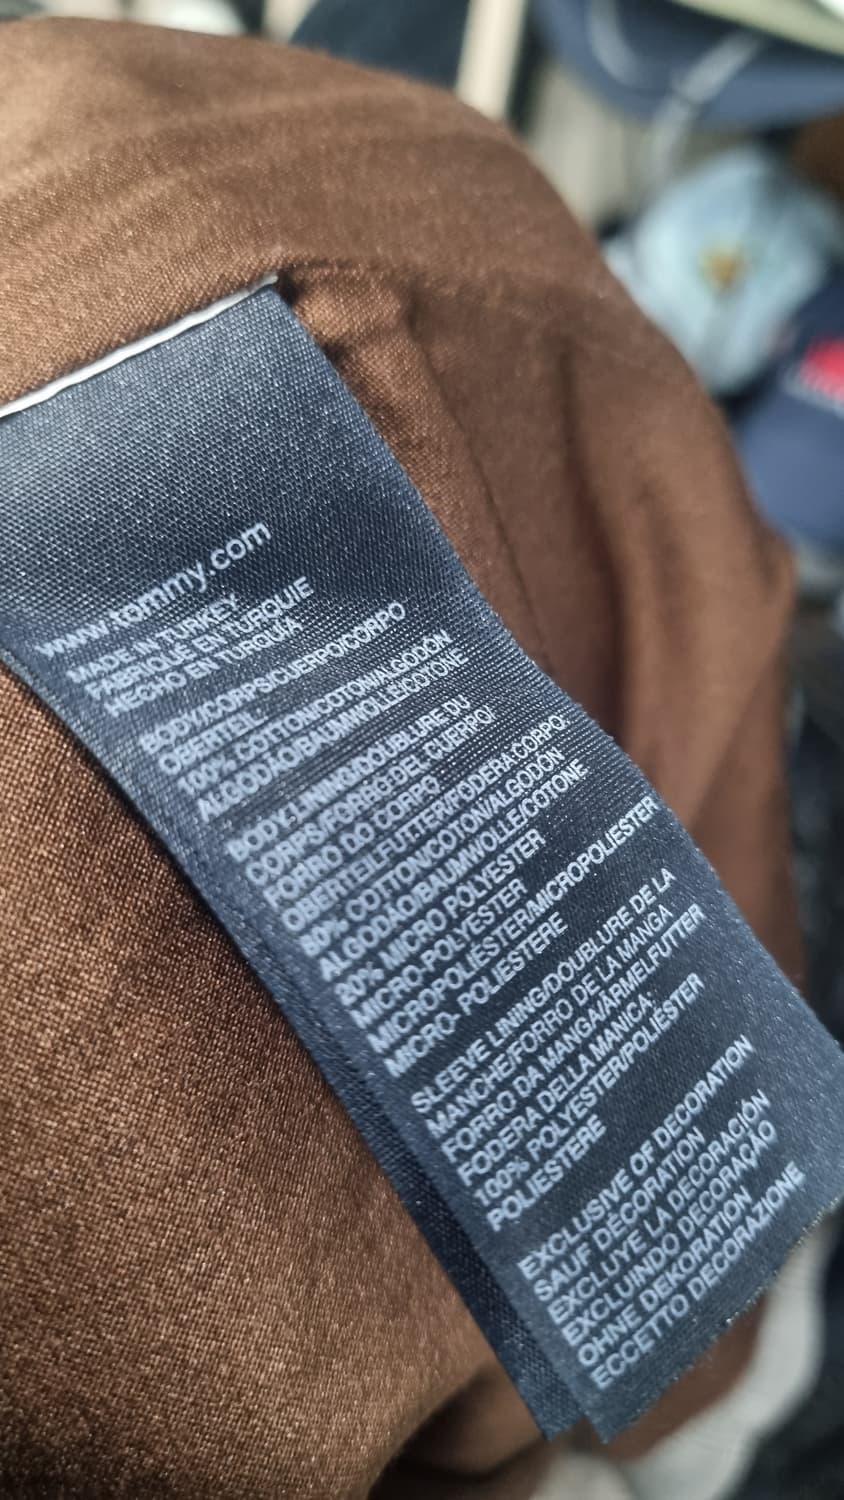 www.tommy.com
MADE IN TURKEY
FABRIQUÉ EN TURQUIE
HECHO EN TURQUÍA
BODY/CORPS/CUERPO/CORPO
OBERTEIL:
100% COTTON/COTON/ALGODÓN
ALGODÃO/BAUMWOLLE/COTONE
BODY LINING/DOUBLURE DU
CORPS/FORRO DEL CUERPO/
FORRO DO CORPO
OBERTEILFUTTER/FODERA CORPO:
80% COTTON/COTON/ALGODÓN
ALGODÃO/BAUMWOLLE/COTONE
20% MICRO POLYESTER
MICRO-POLYESTER
MICROPOLIÉSTER/MICROPOLIESTER
MICRO- POLIESTERE
SLEEVE LINING/DOUBLURE DE LA
MANCHE/FORRO DE LA MANGA
FORRO DA MANGA/ÄRMELFUTTER
FODERA DELLA MANICA:
100% POLYESTER/POLIÉSTER
POLIESTERE
EXCLUSIVE OF DECORATION
SAUF DÉCORATION
EXCLUYE LA DECORACIÓN
EXCLUINDO DECORAÇÃO
OHNE DEKORATION
ECCETTO DECORAZIONE